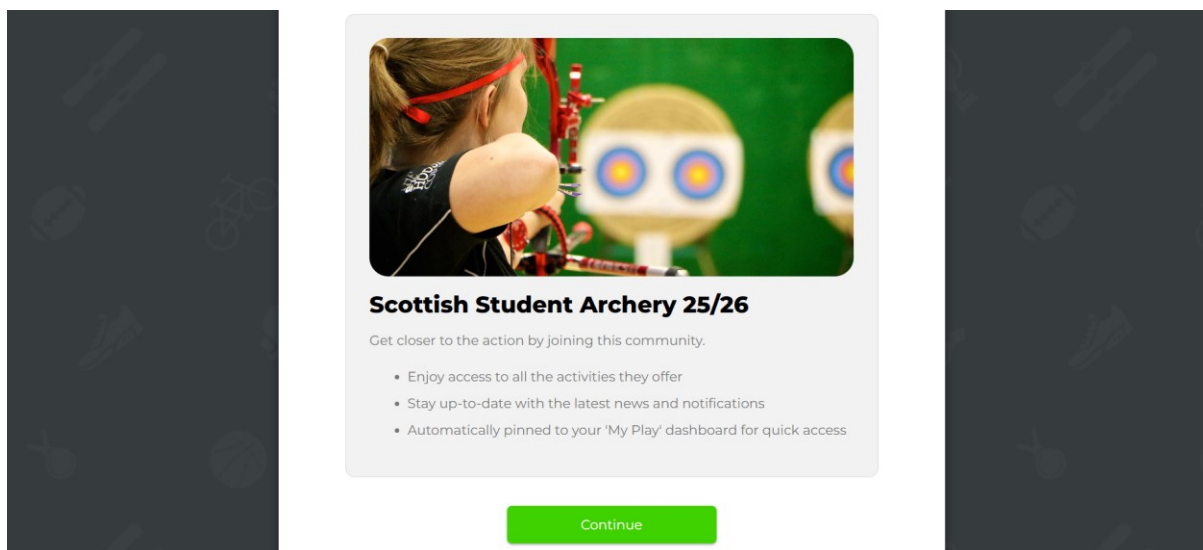 Scottish Student Archery 25/26
Get closer to the action by joining this community.
Enjoy access to all the activities they offer
Stay up-to-date with the latest news and notifications
Automatically pinned to your 'My Play' dashboard for quick access
Continue